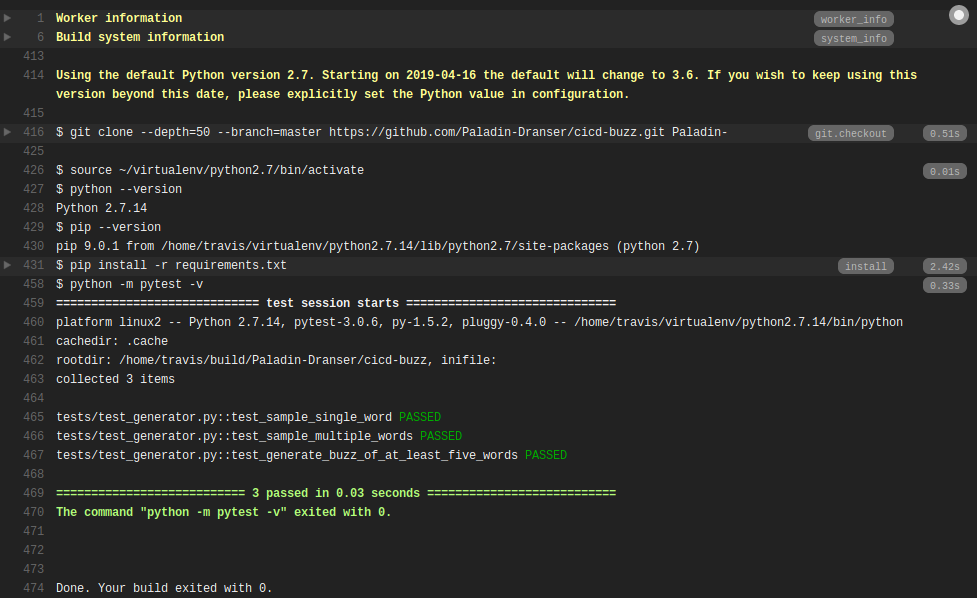 1 Worker information worker_info
6 Build system information system_info
413
414 Using the default Python version 2.7. Starting on 2019-04-16 the default will change to 3.6. If you wish to keep using this
version beyond this date, please explicitly set the Python value in configuration.
415
416 $ git clone --depth=50 --branch=master https://github.com/Paladin-Dranser/cicd-buzz.git Paladin- git.checkout 0.51s
425
426 $ source ~/virtualenv/python2.7/bin/activate 0.01s
427 $ python --version
428 Python 2.7.14
429 $ pip --version
430 pip 9.0.1 from /home/travis/virtualenv/python2.7.14/lib/python2.7/site-packages (python 2.7)
431 $ pip install -r requirements.txt install 2.42s
458 $ python -m pytest -v 0.33s
459 ============================= test session starts ==============================
460 platform linux2 -- Python 2.7.14, pytest-3.0.6, py-1.5.2, pluggy-0.4.0 -- /home/travis/virtualenv/python2.7.14/bin/python
461 cachedir: .cache
462 rootdir: /home/travis/build/Paladin-Dranser/cicd-buzz, inifile:
463 collected 3 items
464
465 tests/test_generator.py::test_sample_single_word PASSED
466 tests/test_generator.py::test_sample_multiple_words PASSED
467 tests/test_generator.py::test_generate_buzz_of_at_least_five_words PASSED
468
469 =========================== 3 passed in 0.03 seconds ===========================
470 The command "python -m pytest -v" exited with 0.
471
472
473
474 Done. Your build exited with 0.